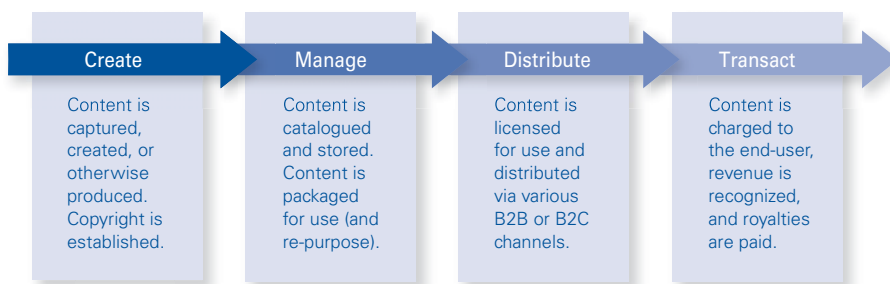 Create
Content is
captured,
created, or
otherwise
produced.
Copyright is
established.
Manage
Content is
catalogued
and stored.
Content is
packaged
for use (and
re-purpose).
Distribute
Content is
licensed
for use and
distributed
via various
B2B or B2C
channels.
Transact
Content is
charged to
the end-user,
revenue is
recognized,
and royalties
are paid.